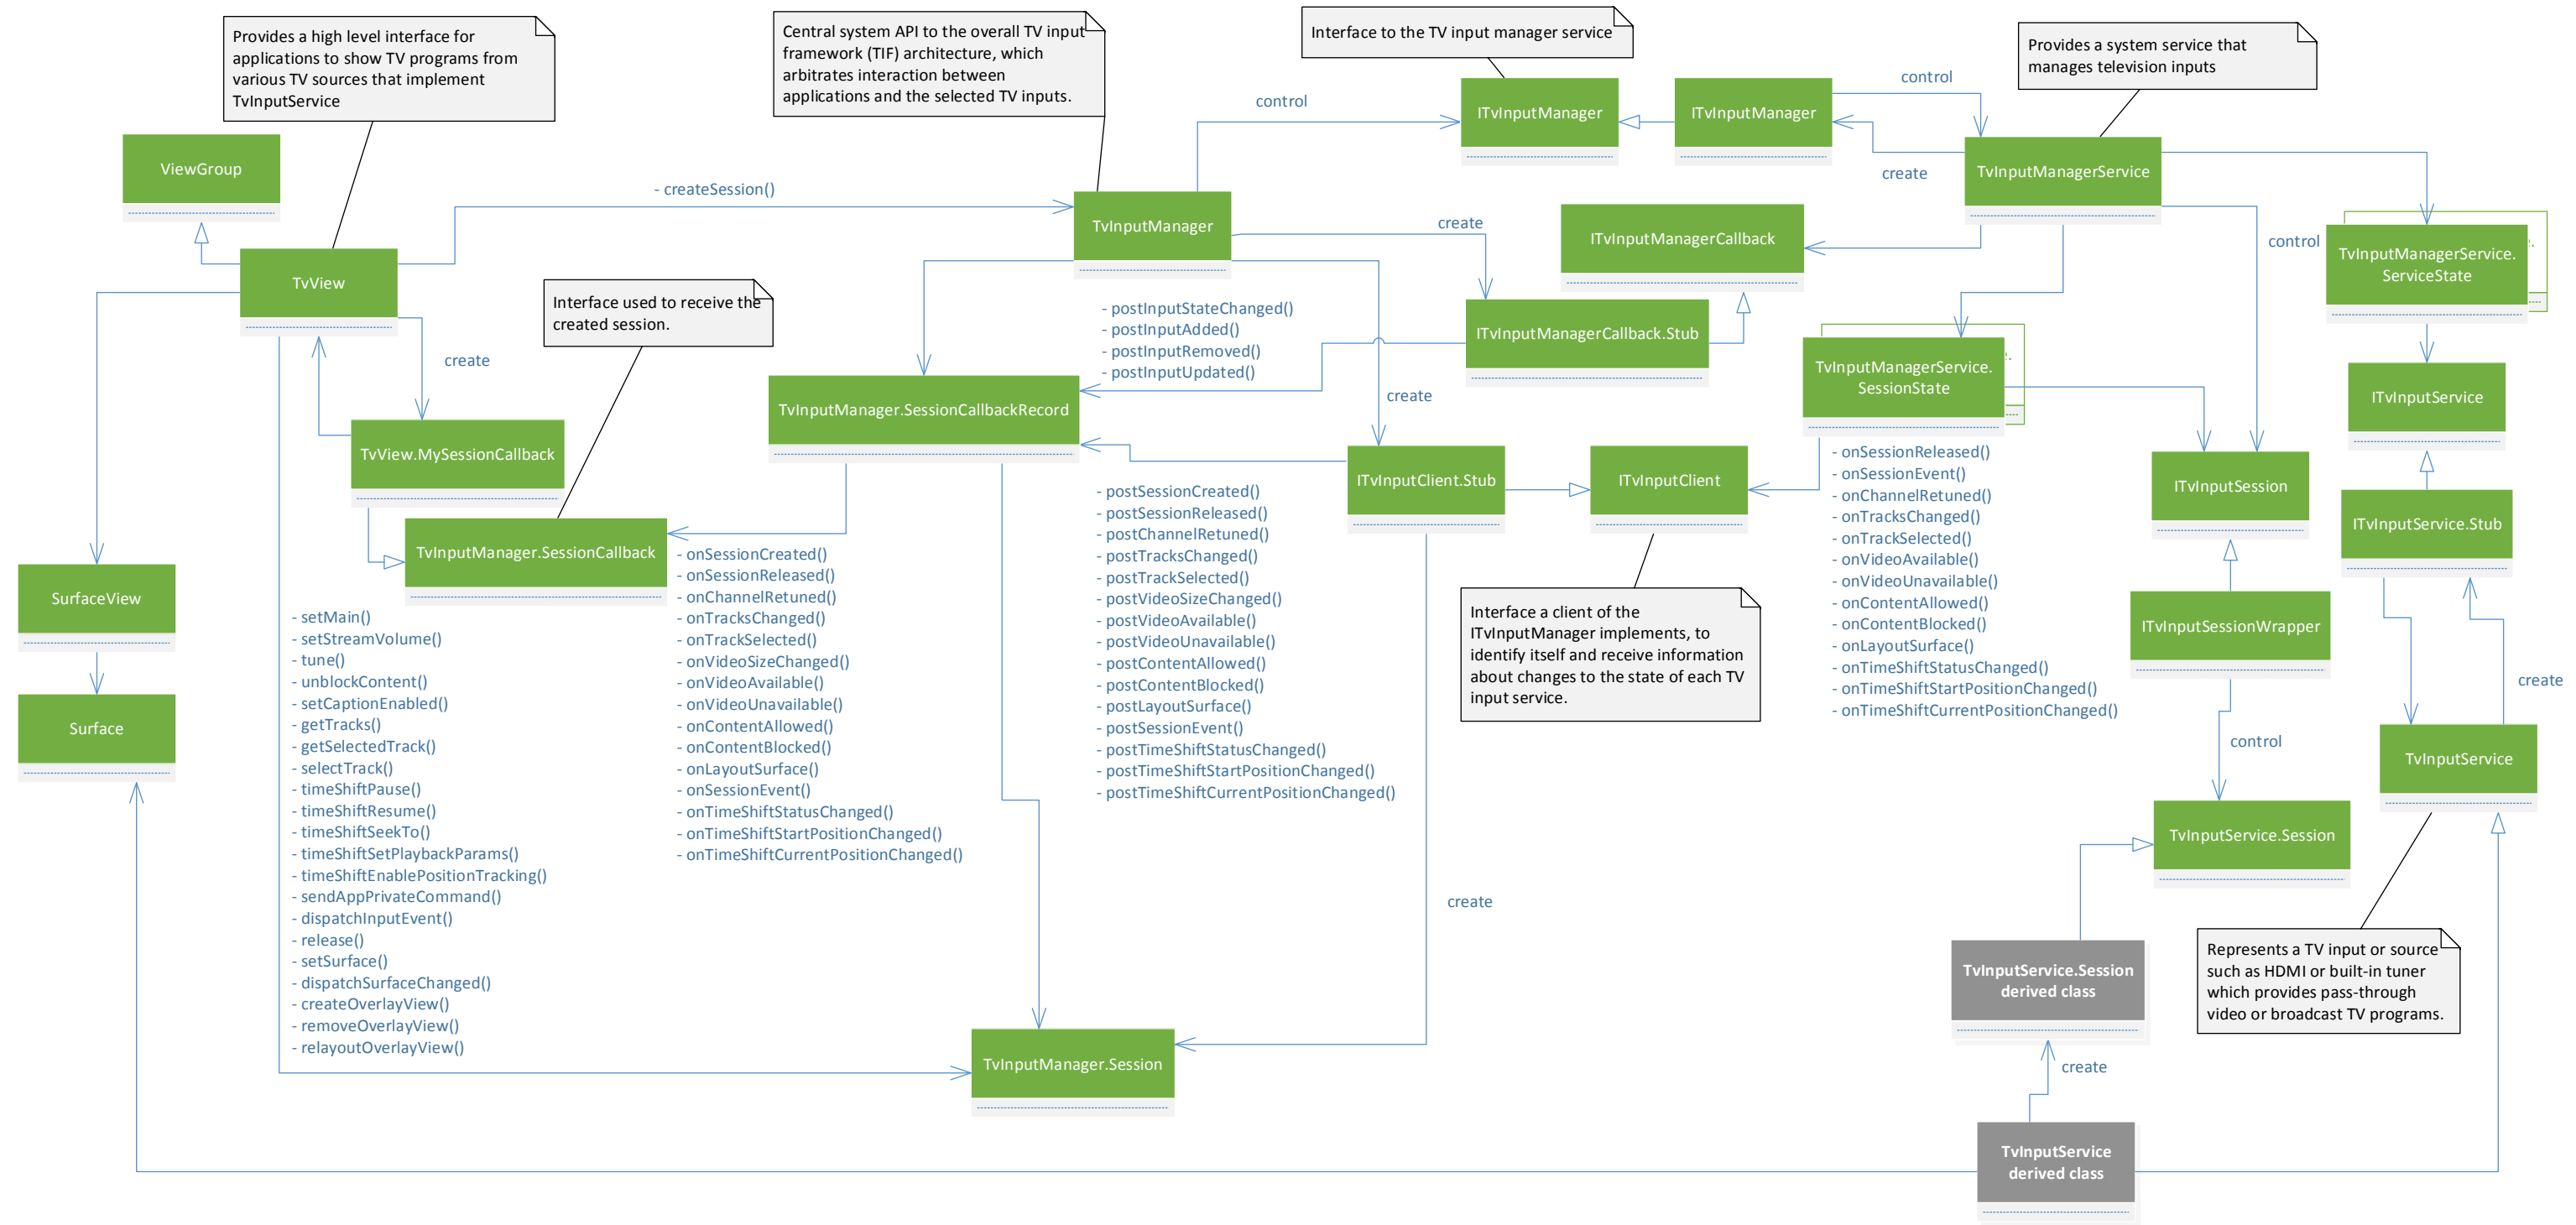 Provides a high level interface for
applications to show TV programs from
various TV sources that implement
TvInputService
Central system API to the overall TV input
framework (TIF) architecture, which
arbitrates interaction between
applications and the selected TV inputs.
Interface to the TV input manager service
Provides a system service that
manages television inputs
control
ITvInputManager
ITvInputManager
control
create
TvInputManagerService
ViewGroup
- createSession()
TvInputManager
create
ITvInputManagerCallback
control
TvInputManagerService.
ServiceState
TvView
Interface used to receive the
created session.
- postInputStateChanged()
- postInputAdded()
- postInputRemoved()
- postInputUpdated()
ITvInputManagerCallback.Stub
create
TvInputManagerService.
SessionState
ITvInputService
TvInputManager.SessionCallbackRecord
create
TvView.MySessionCallback
ITvInputClient.Stub
ITvInputClient
- onSessionReleased()
- onSessionEvent()
- onChannelRetuned()
- onTracksChanged()
- onTrackSelected()
- onVideoAvailable()
- onVideoUnavailable()
- onContentAllowed()
- onContentBlocked()
- onLayoutSurface()
- onTimeShiftStatusChanged()
- onTimeShiftStartPositionChanged()
- onTimeShiftCurrentPositionChanged()
ITvInputSession
ITvInputService.Stub
TvInputManager.SessionCallback
- onSessionCreated()
- onSessionReleased()
- onChannelRetuned()
- onTracksChanged()
- onTrackSelected()
- onVideoSizeChanged()
- onVideoAvailable()
- onVideoUnavailable()
- onContentAllowed()
- onContentBlocked()
- onLayoutSurface()
- onSessionEvent()
- onTimeShiftStatusChanged()
- onTimeShiftStartPositionChanged()
- onTimeShiftCurrentPositionChanged()
- postSessionCreated()
- postSessionReleased()
- postChannelRetuned()
- postTracksChanged()
- postTrackSelected()
- postVideoSizeChanged()
- postVideoAvailable()
- postVideoUnavailable()
- postContentAllowed()
- postContentBlocked()
- postLayoutSurface()
- postSessionEvent()
- postTimeShiftStatusChanged()
- postTimeShiftStartPositionChanged()
- postTimeShiftCurrentPositionChanged()
SurfaceView
Surface
- setMain()
- setStreamVolume()
- tune()
- unblockContent()
- setCaptionEnabled()
- getTracks()
- getSelectedTrack()
- selectTrack()
- timeShiftPause()
- timeShiftResume()
- timeShiftSeekTo()
- timeShiftSetPlaybackParams()
- timeShiftEnablePositionTracking()
- sendAppPrivateCommand()
- dispatchInputEvent()
- release()
- setSurface()
- dispatchSurfaceChanged()
- createOverlayView()
- removeOverlayView()
- relayoutOverlayView()
Interface a client of the
ITvInputManager implements, to
identify itself and receive information
about changes to the state of each TV
input service.
ITvInputSessionWrapper
create
control
TvInputService
TvInputService.Session
create
TvInputService.Session
derived class
Represents a TV input or source
such as HDMI or built-in tuner
which provides pass-through
video or broadcast TV programs.
TvInputManager.Session
create
TvInputService
derived class